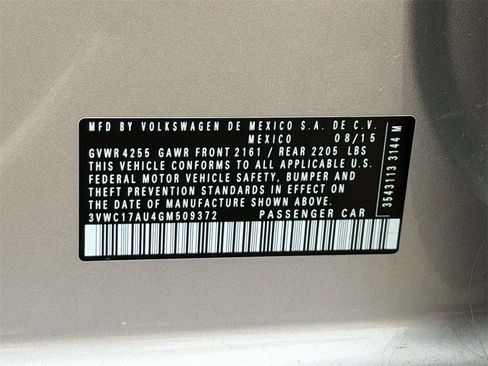 MFD BY VOLKSWAGEN DE MEXICO S.A. DE C.V.
MEXICO 08/15
GVWR 4255 GAWR FRONT 2161 / REAR 2205 LBS
THIS VEHICLE CONFORMS TO ALL APPLICABLE U.S.
FEDERAL MOTOR VEHICLE SAFETY, BUMPER, AND
THEFT PREVENTION STANDARDS IN EFFECT ON
THE DATE OF MANUFACTURE SHOWN ABOVE.
3VWC17AU4GM509372 PASSENGER CAR
3543113 3144 M